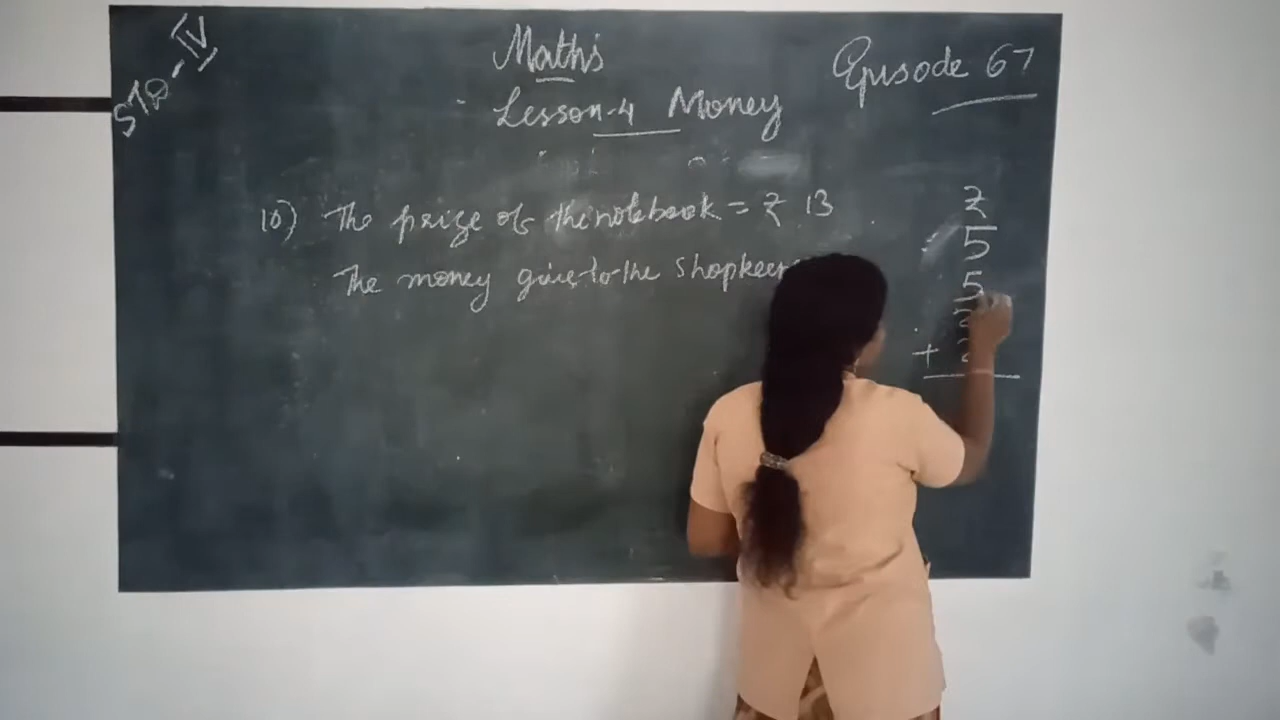 STD-IV
Maths
Episode 67
Lesson-4 Money
10) The prize of the notebook = ₹ 13
The money give to the
₹
5
5
+